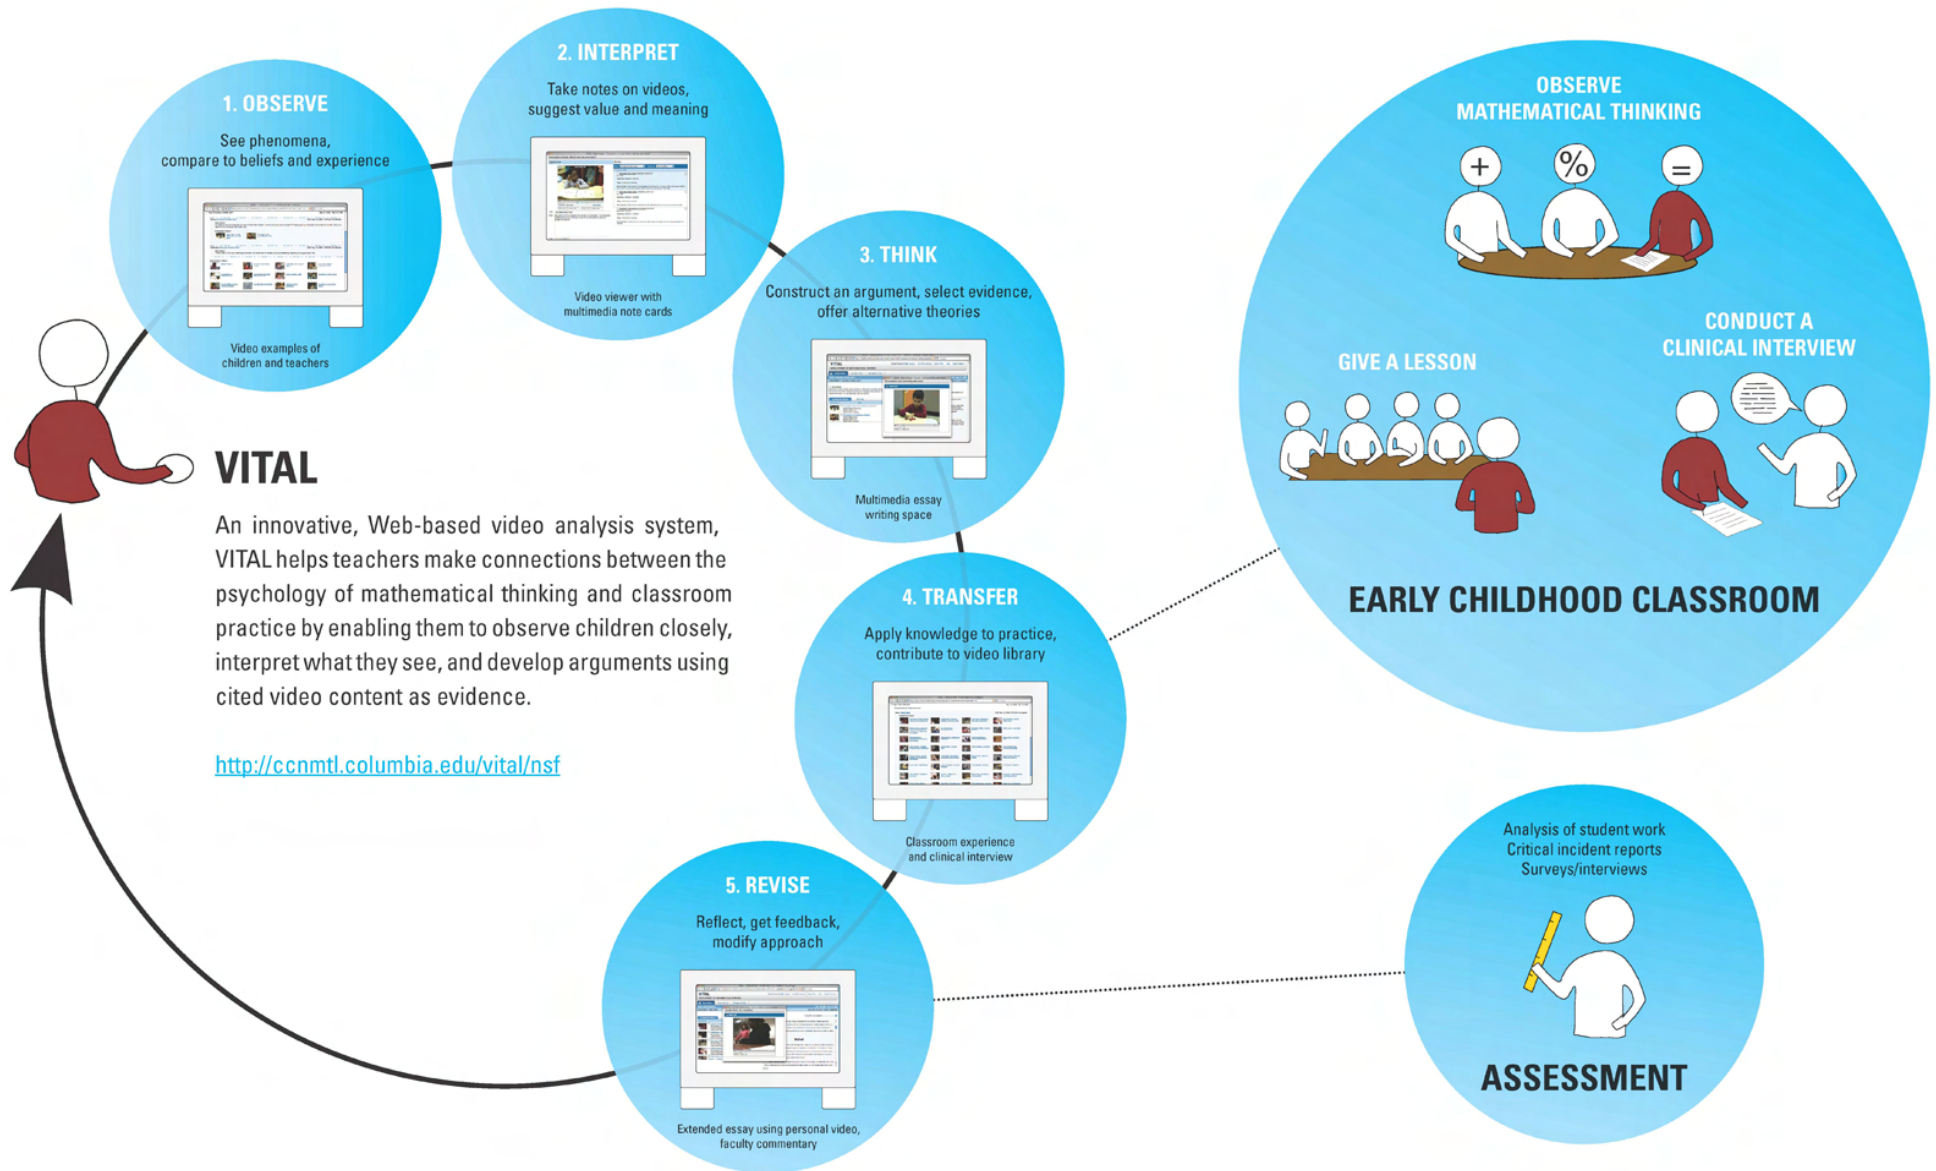 1. OBSERVE
See phenomena,
compare to beliefs and experience
Video examples of
children and teachers
2. INTERPRET
Take notes on videos,
suggest value and meaning
Video viewer with
multimedia note cards
3. THINK
Construct an argument, select evidence,
offer alternative theories
VITAL
Multimedia essay
writing space
4. TRANSFER
Apply knowledge to practice,
contribute to video library
Classroom experience
and clinical interview
5. REVISE
Reflect, get feedback,
modify approach
VITAL
Extended essay using personal video,
faculty commentary
VITAL
An innovative, Web-based video analysis system,
VITAL helps teachers make connections between the
psychology of mathematical thinking and classroom
practice by enabling them to observe children closely,
interpret what they see, and develop arguments using
cited video content as evidence.
http://ccnmtl.columbia.edu/vital/nsf
OBSERVE
MATHEMATICAL THINKING
+ % =
GIVE A LESSON
CONDUCT A
CLINICAL INTERVIEW
EARLY CHILDHOOD CLASSROOM
Analysis of student work
Critical incident reports
Surveys/interviews
ASSESSMENT